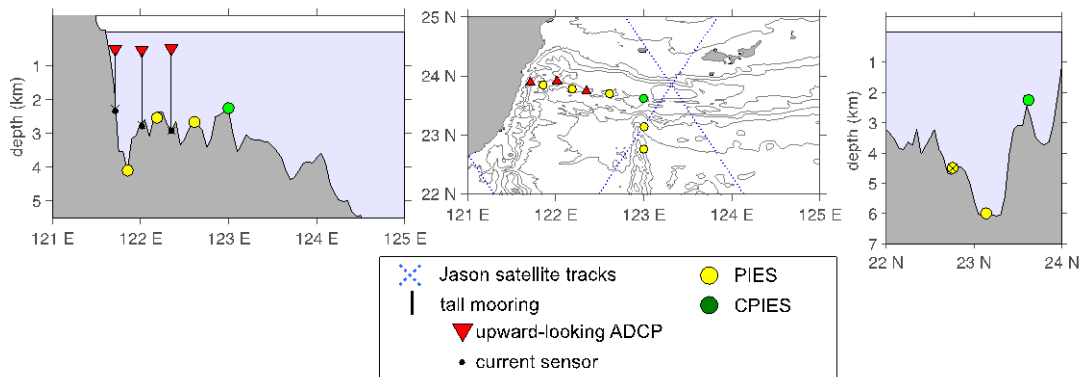 depth (km)
1
2
3
4
5
121 E 122 E 123 E 124 E 125 E
25 N
24 N
23 N
22 N
121 E 122 E 123 E 124 E 125 E
depth (km)
1
2
3
4
5
6
7
22 N 23 N 24 N
Jason satellite tracks
tall mooring
upward-looking ADCP
current sensor
PIES
CPIES